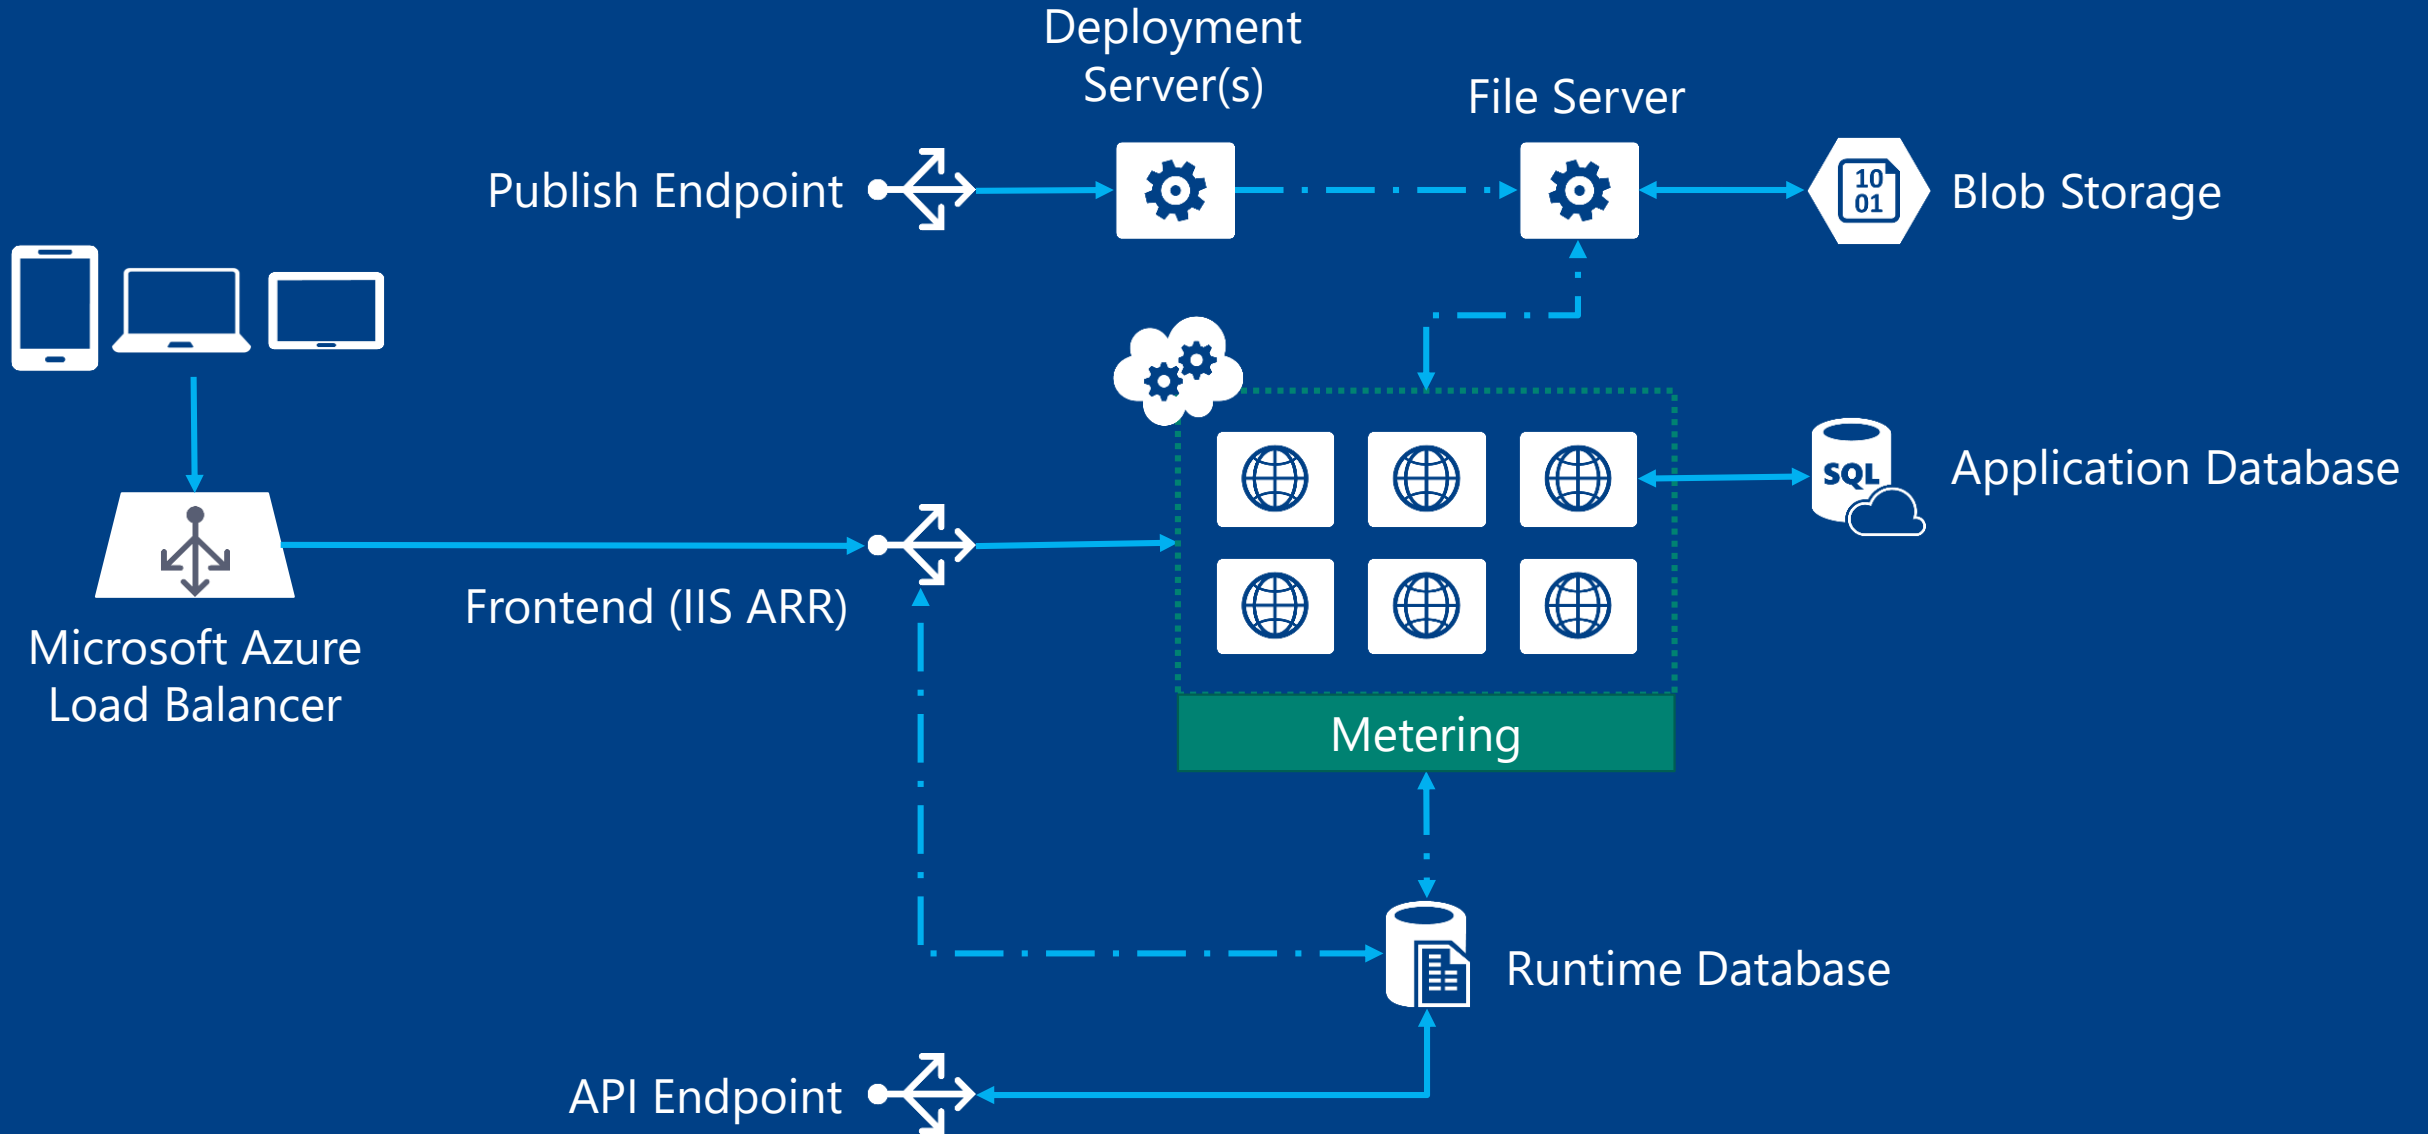 Deployment
Server(s)
File Server
Publish Endpoint
10
01
Blob Storage
SQL
Application Database
Frontend (IIS ARR)
Microsoft Azure
Load Balancer
Metering
Runtime Database
API Endpoint